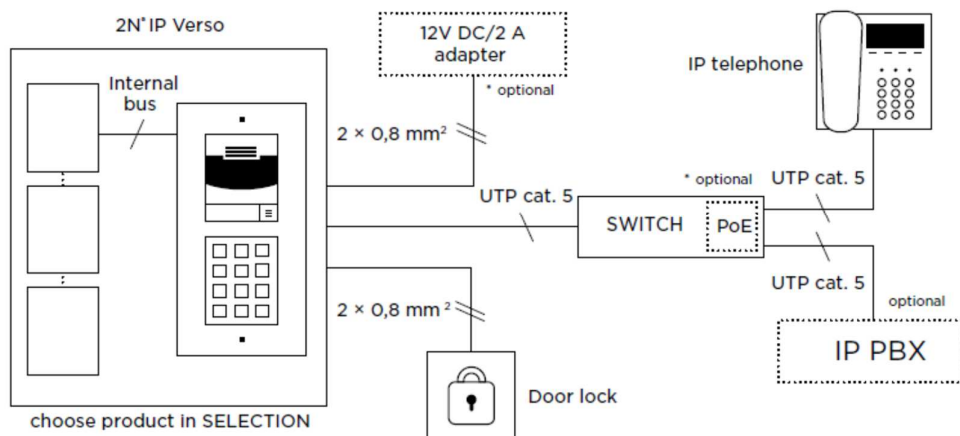 2N° IP Verso
Internal
bus
choose product in SELECTION
12V DC/2 A
adapter
* optional
2 × 0,8 mm²
UTP cat. 5
2 × 0,8 mm ²
Door lock
* optional
SWITCH
PoE
IP telephone
UTP cat. 5
UTP cat. 5
optional
IP PBX